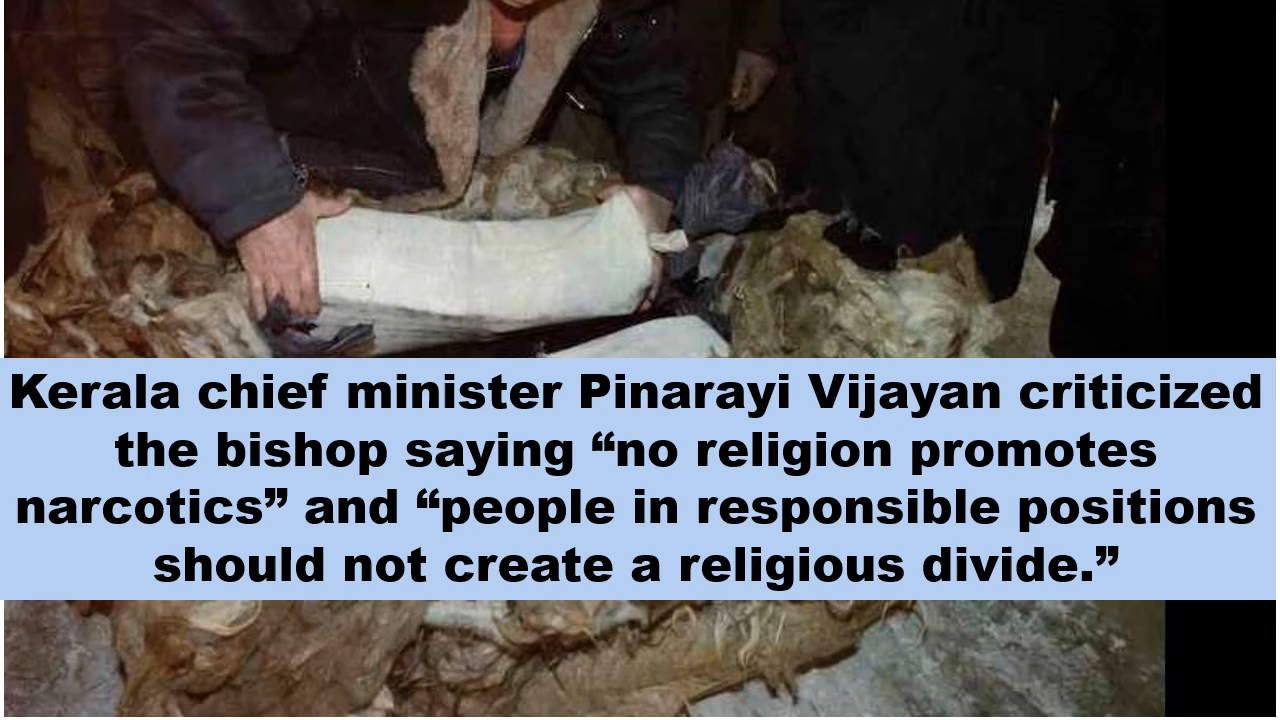 Kerala chief minister Pinarayi Vijayan criticized
the bishop saying “no religion promotes
narcotics” and “people in responsible positions
should not create a religious divide.”